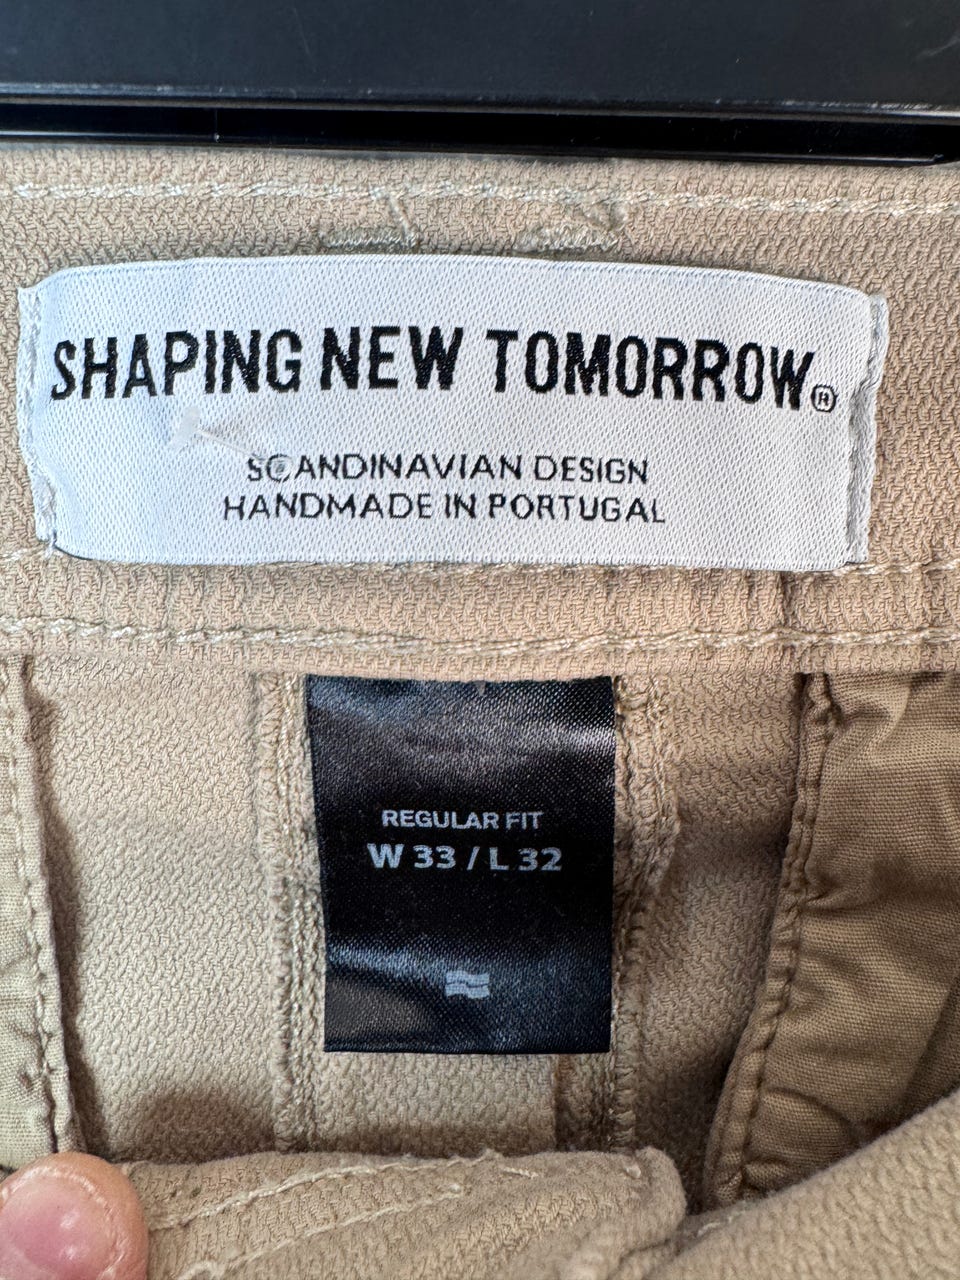 SHAPING NEW TOMORROW®
SCANDINAVIAN DESIGN
HANDMADE IN PORTUGAL
REGULAR FIT
W 33 / L 32